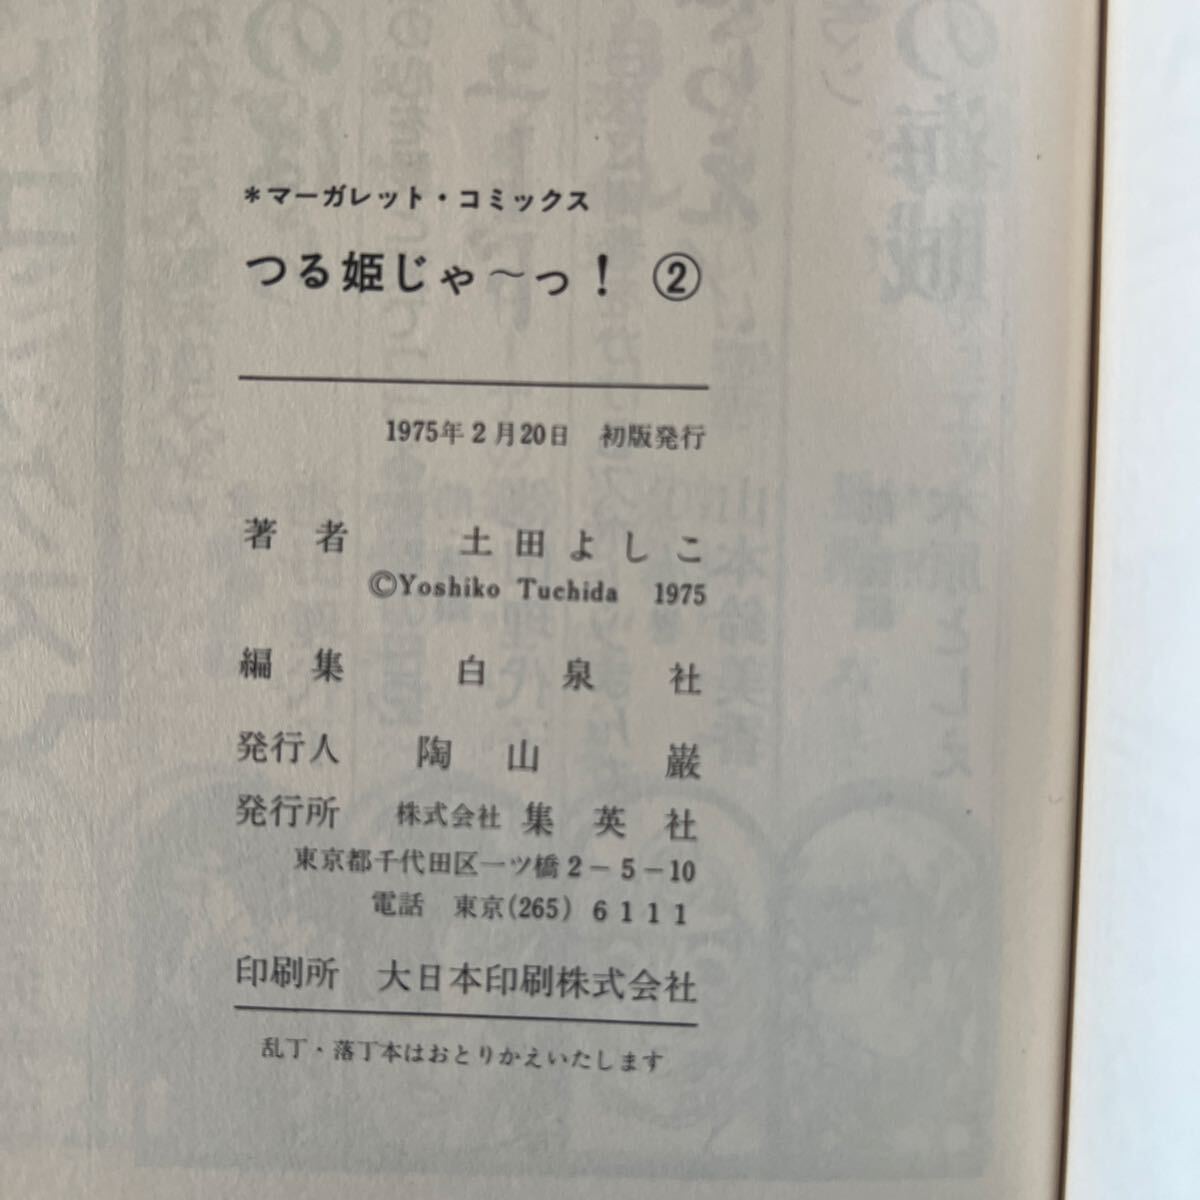 *マーガレット・コミックス
つる姫じゃ〜っ! ②
1975年2月20日 初版発行
著者 土田よしこ
©Yoshiko Tuchida 1975
編集 白泉社
発行人 陶山 巌
発行所 株式会社 集英社
東京都千代田区一ツ橋2-5-10
電話 東京(265)6111
印刷所 大日本印刷株式会社
乱丁・落丁本はおとりかえいたします